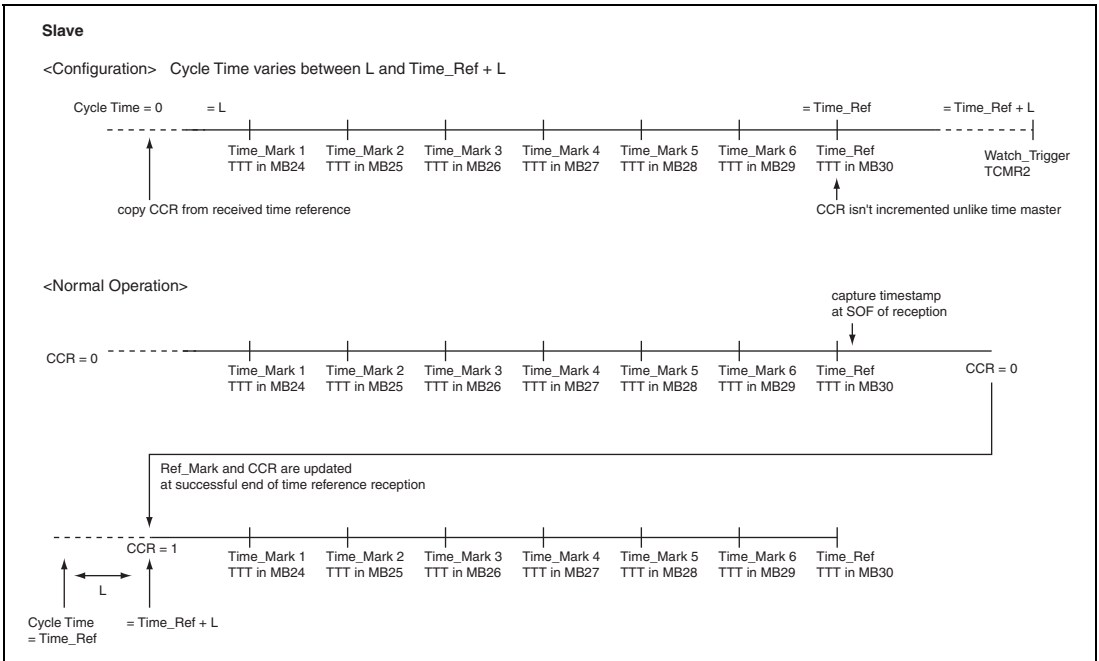 Slave
<Configuration> Cycle Time varies between L and Time_Ref + L
Cycle Time = 0
= L
= Time_Ref
= Time_Ref + L
Time_Mark 1
TTT in MB24
Time_Mark 2
TTT in MB25
Time_Mark 3
TTT in MB26
Time_Mark 4
TTT in MB27
Time_Mark 5
TTT in MB28
Time_Mark 6
TTT in MB29
Time_Ref
TTT in MB30
Watch_Trigger
TCMR2
copy CCR from received time reference
CCR isn't incremented unlike time master
<Normal Operation>
capture timestamp
at SOF of reception
CCR = 0
Time_Mark 1
TTT in MB24
Time_Mark 2
TTT in MB25
Time_Mark 3
TTT in MB26
Time_Mark 4
TTT in MB27
Time_Mark 5
TTT in MB28
Time_Mark 6
TTT in MB29
Time_Ref
TTT in MB30
CCR = 0
Ref_Mark and CCR are updated
at successful end of time reference reception
CCR = 1
Time_Mark 1
TTT in MB24
Time_Mark 2
TTT in MB25
Time_Mark 3
TTT in MB26
Time_Mark 4
TTT in MB27
Time_Mark 5
TTT in MB28
Time_Mark 6
TTT in MB29
Time_Ref
TTT in MB30
L
Cycle Time
= Time_Ref
= Time_Ref + L